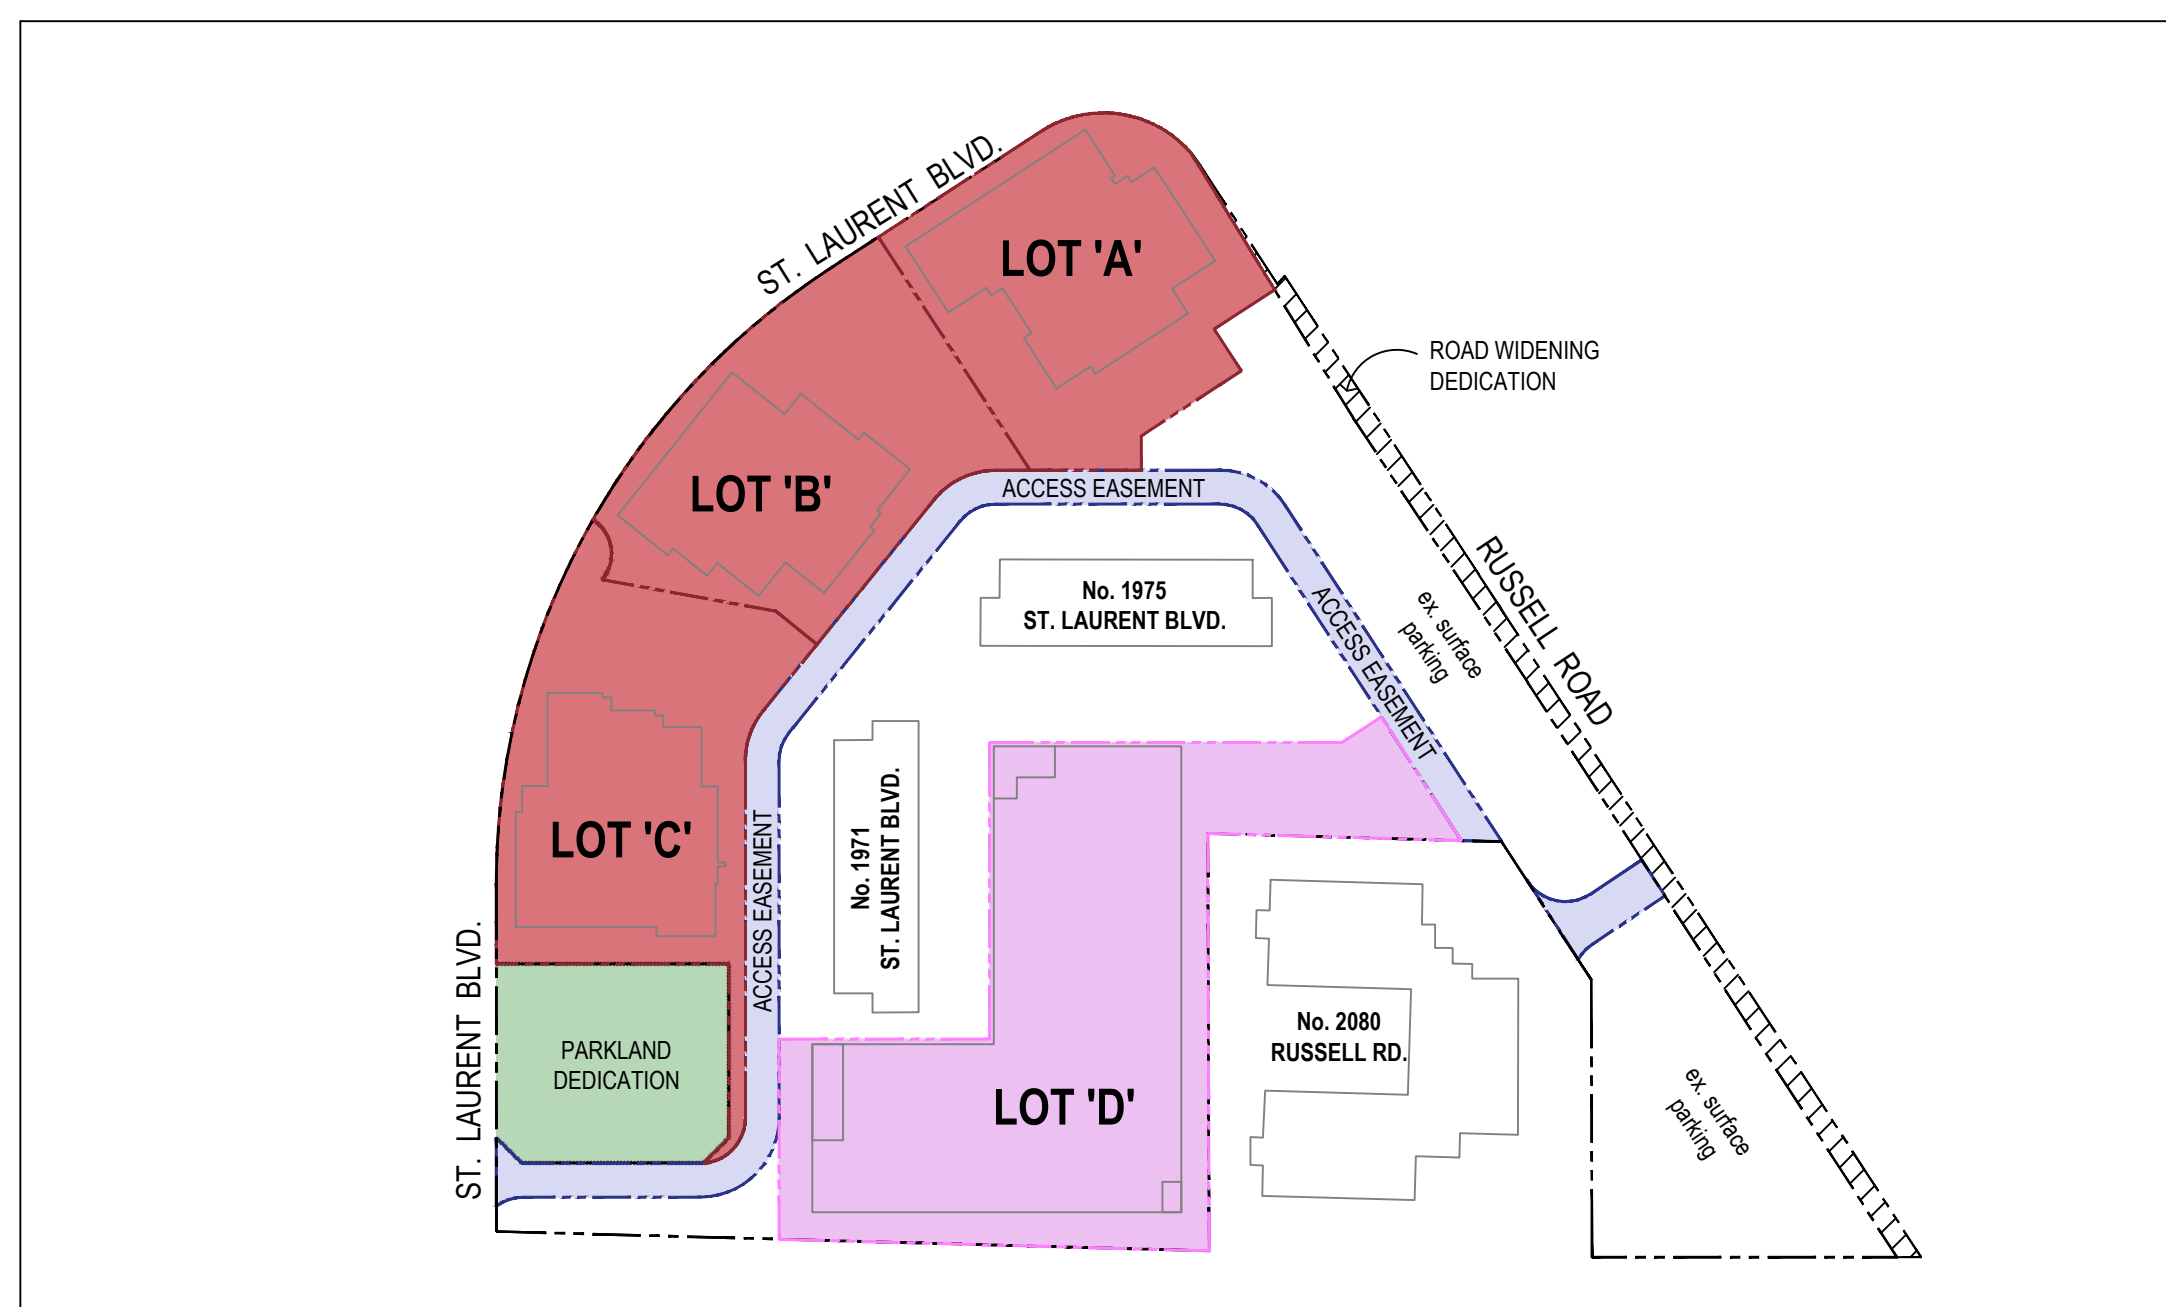 ST. LAURENT BLVD.
LOT 'A'
ROAD WIDENING
DEDICATION
LOT 'B'
ACCESS EASEMENT
No. 1975
ST. LAURENT BLVD.
ACCESS EASEMENT
ex. surface
parking
RUSSELL ROAD
LOT 'C'
ACCESS EASEMENT
No. 1971
ST. LAURENT BLVD.
ST. LAURENT BLVD.
PARKLAND
DEDICATION
LOT 'D'
No. 2080
RUSSELL RD.
ex. surface
parking